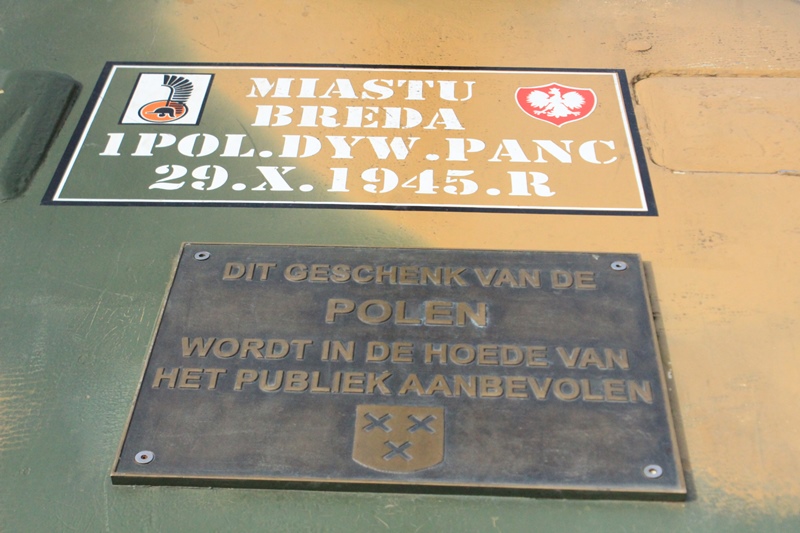 MIASTU
BREDA
1POL.DYW.PANC
29.X.1945.R
DIT GESCHENK VAN DE
POLEN
WORDT IN DE HOEDE VAN
HET PUBLIEK AANBEVOLEN